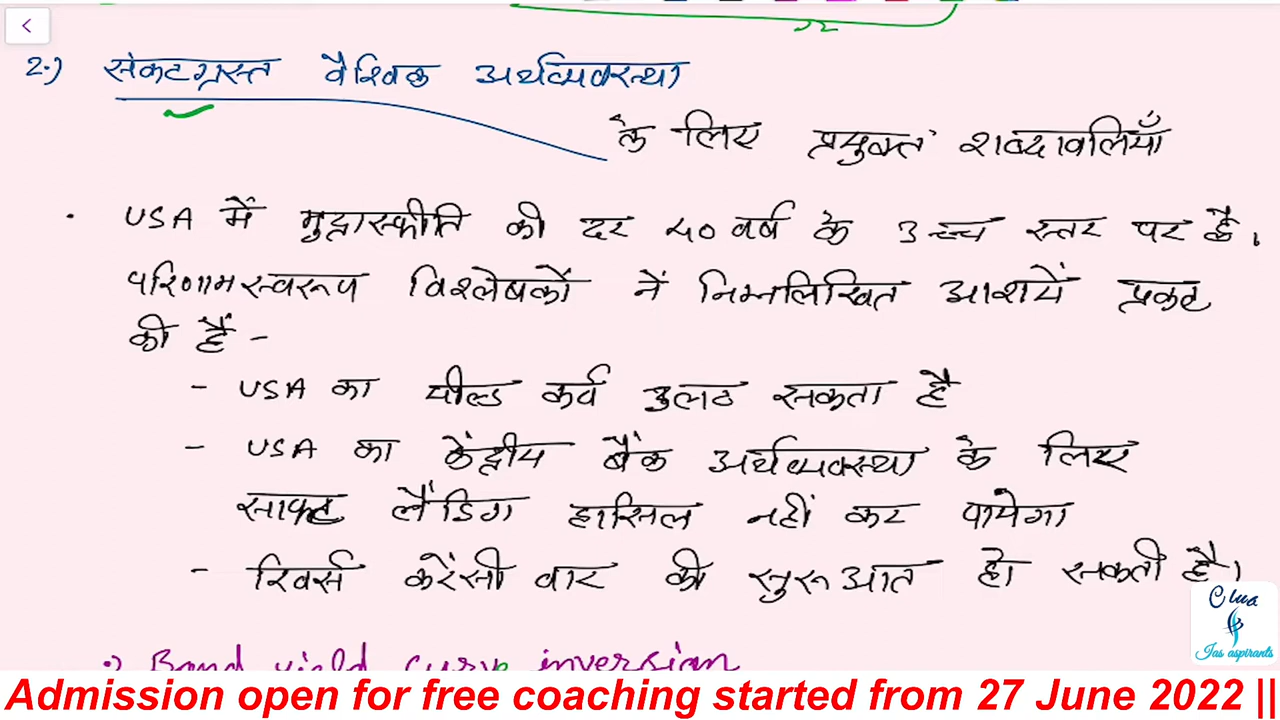 2.) संकटग्रस्त वैश्विक अर्थव्यवस्था
के लिए प्रयुक्त शब्दावलियाँ
· USA में मुद्रास्फीति की दर 40 वर्ष के उच्च स्तर पर है।
परिणामस्वरूप विश्लेषकों नें निम्नलिखित आशयें प्रकट
की हैं -
- USA का यील्ड कर्व उलट सकता है
- USA का केंद्रीय बैंक अर्थव्यवस्था के लिए
साफ्ट लैंडिंग हासिल नहीं कर पायेगा
- रिवर्स करेंसी वार की सुरूआत हो सकती है।
Bond yield curve inversion
Clue
Ias aspirants
Admission open for free coaching started from 27 June 2022 ||